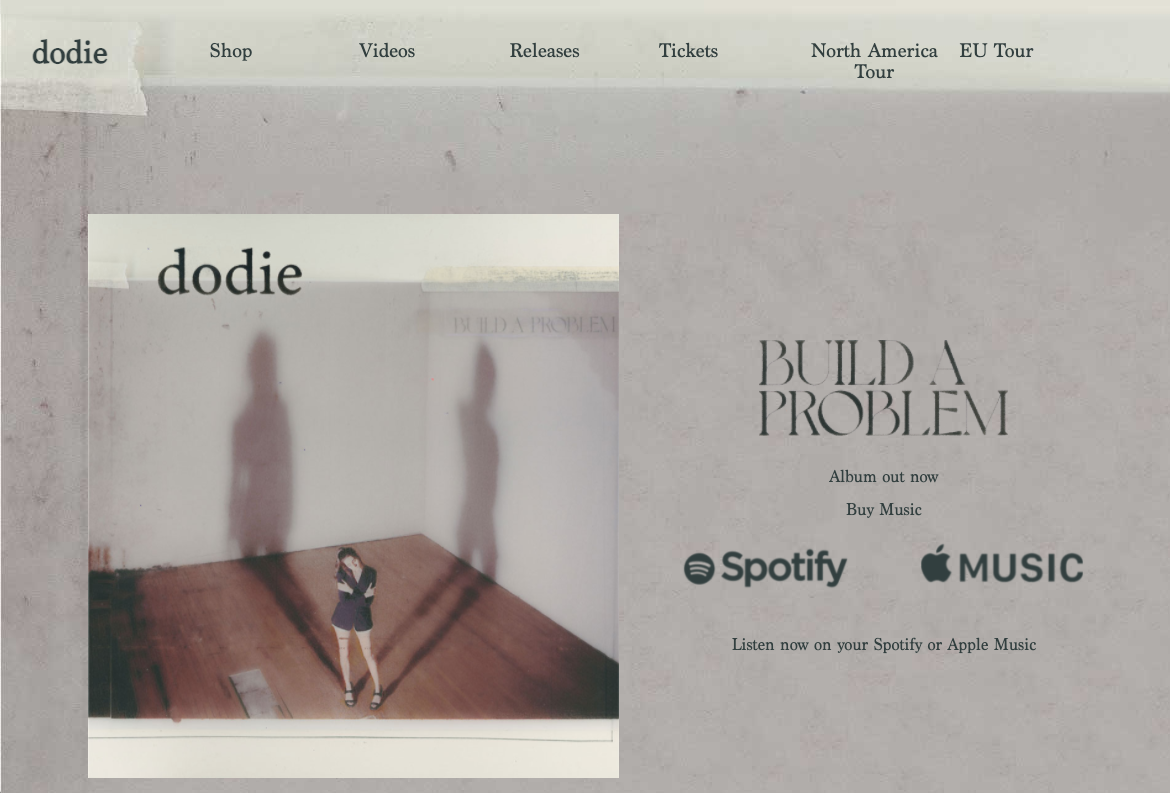 dodie
Shop
Videos
Releases
Tickets
North America
Tour
EU Tour
dodie
BUILD A PROBLEM
BUILD A
PROBLEM
Album out now
Buy Music
Spotify
MUSIC
Listen now on your Spotify or Apple Music